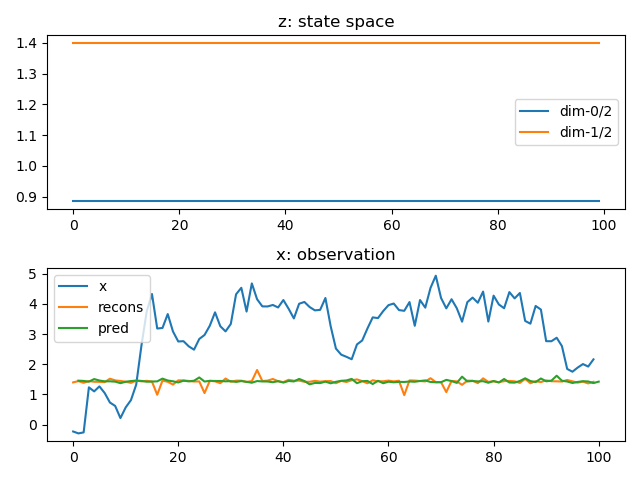 z: state space
1.4
1.3
1.2
1.1
1.0
0.9
dim-0/2
dim-1/2
0 20 40 60 80 100
x: observation
5
4
3
2
1
0
x
recons
pred
0 20 40 60 80 100